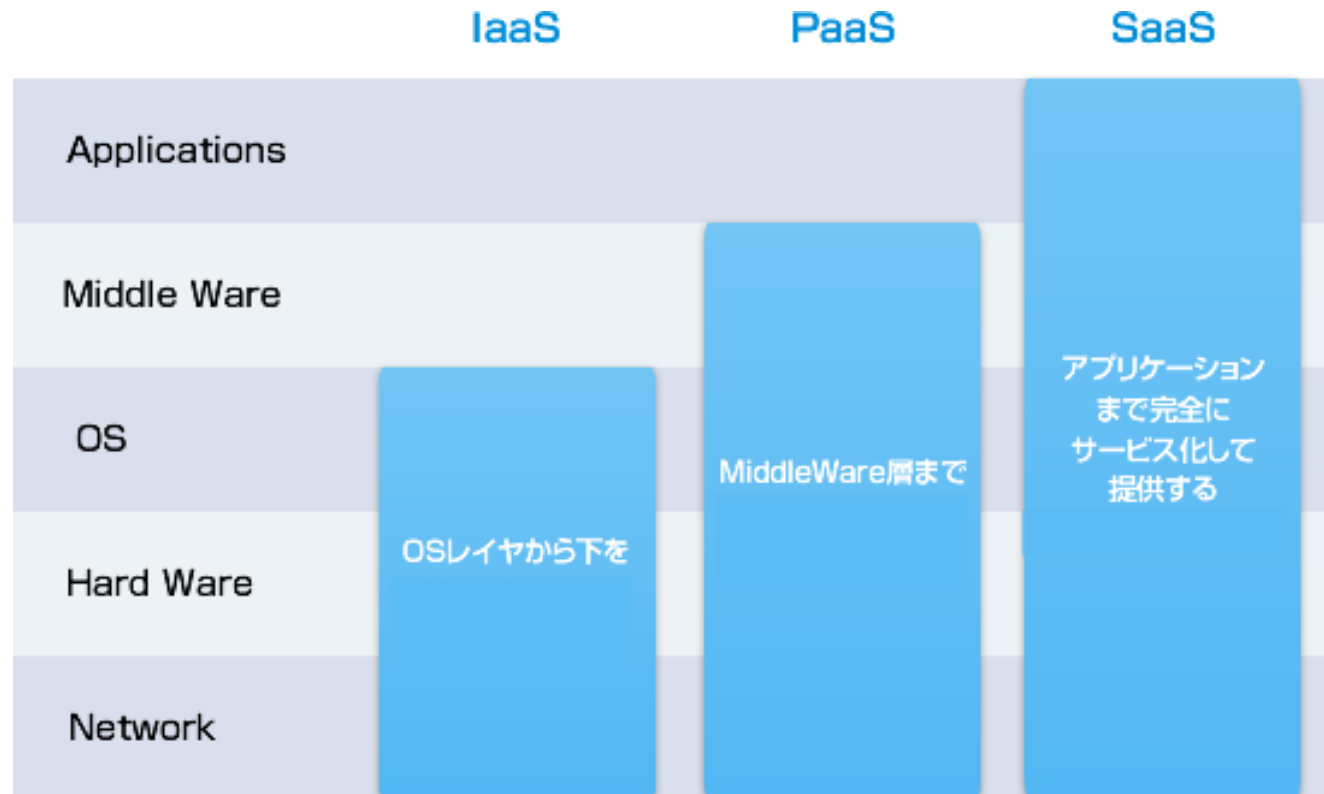 IaaS
PaaS
SaaS
Applications
Middle Ware
OS
Hard Ware
Network
OSレイヤから下を
MiddleWare層まで
アプリケーション
まで完全に
サービス化して
提供する